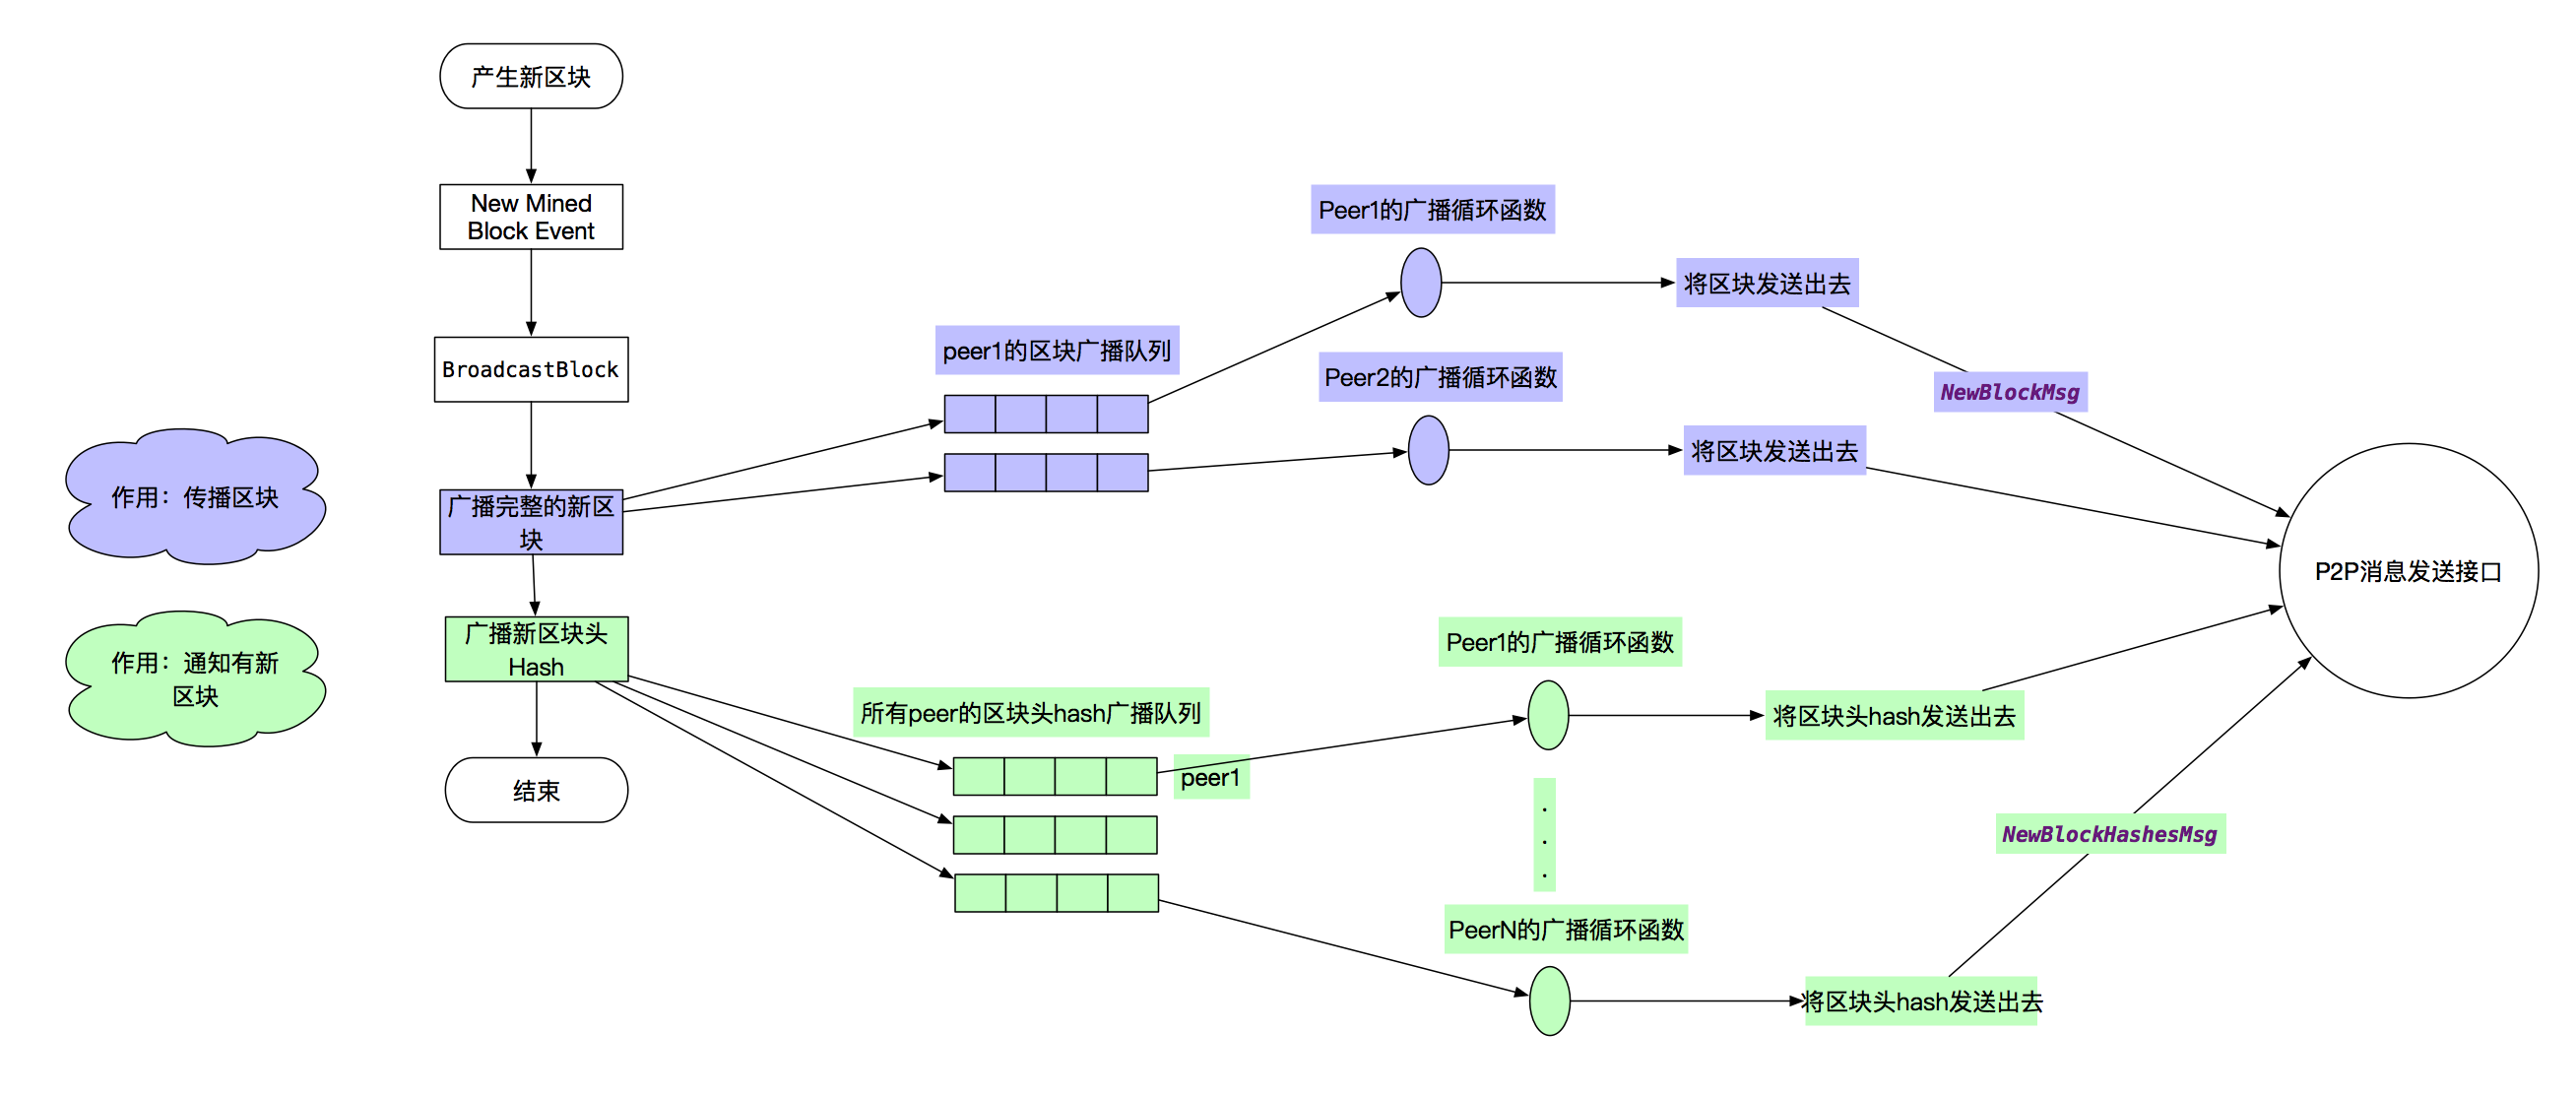 产生新区块
New Mined
Block Event
BroadcastBlock
广播完整的新区
块
广播新区块头
Hash
结束
作用：传播区块
作用：通知有新
区块
peer1的区块广播队列
Peer1的广播循环函数
将区块发送出去
Peer2的广播循环函数
将区块发送出去
NewBlockMsg
P2P消息发送接口
所有peer的区块头hash广播队列
peer1
Peer1的广播循环函数
将区块头hash发送出去
.
.
.
NewBlockHashesMsg
PeerN的广播循环函数
将区块头hash发送出去